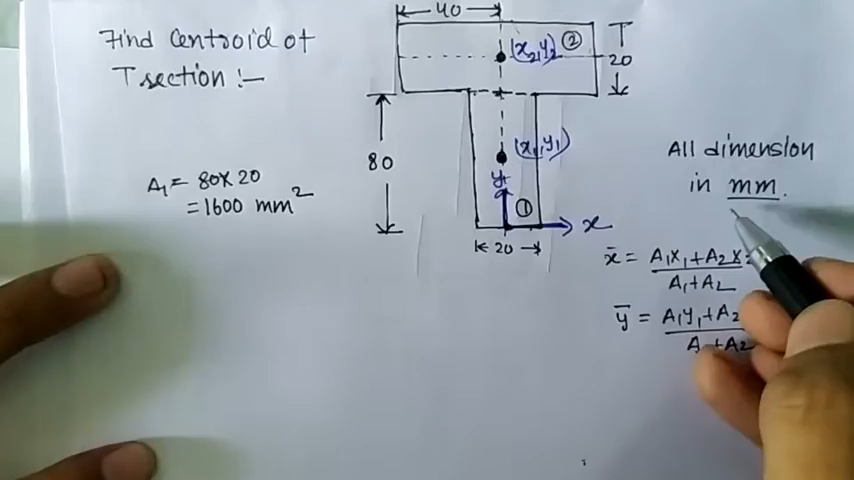 Find Centroid of
T section :-
40
(x2, y2)
②
T
20
80
(x1, y1)
y
①
x
20
A1 = 80 x 20
= 1600 mm²
All dimension
in mm.
x̄ = A1x1 + A2x2
A1 + A2
ȳ = A1y1 + A2
A1 + A2